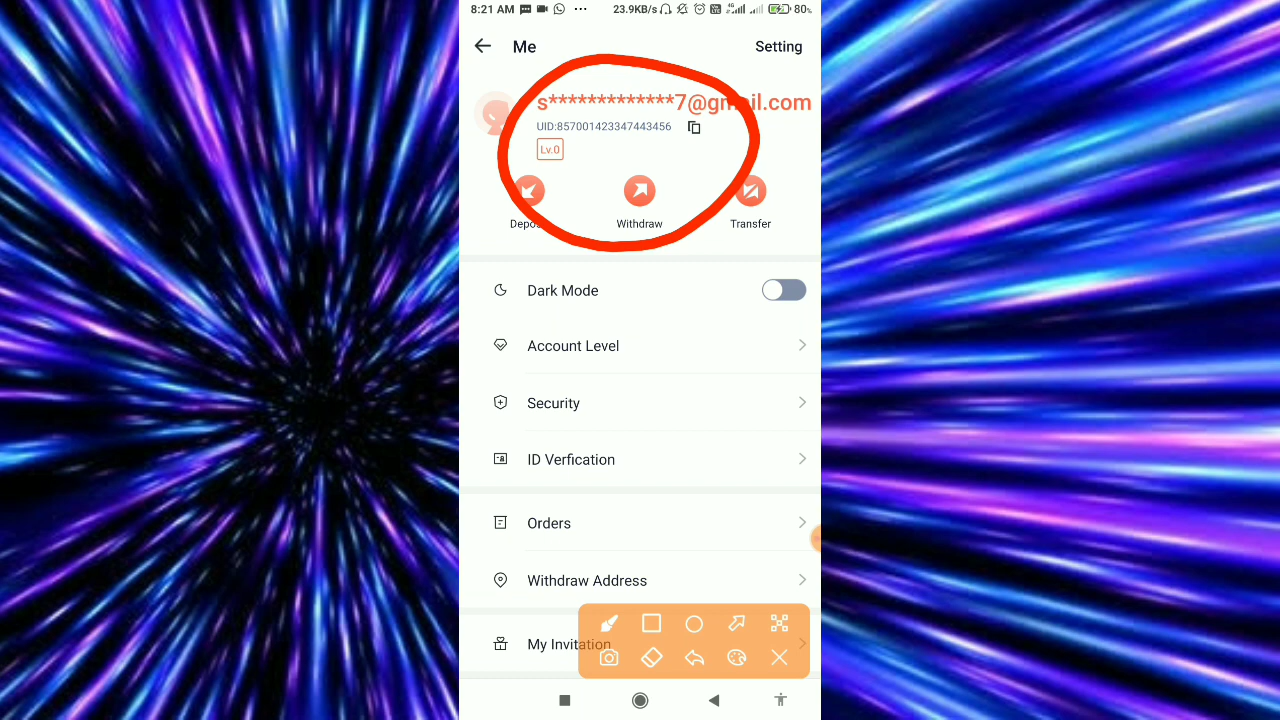 8:21 AM 23.9KB/s 4G 80%
Me Setting
s*************7@gmail.com
UID:857001423347443456
Lv.0
Withdraw Transfer
Dark Mode
Account Level
Security
ID Verfication
Orders
Withdraw Address
My Invitation